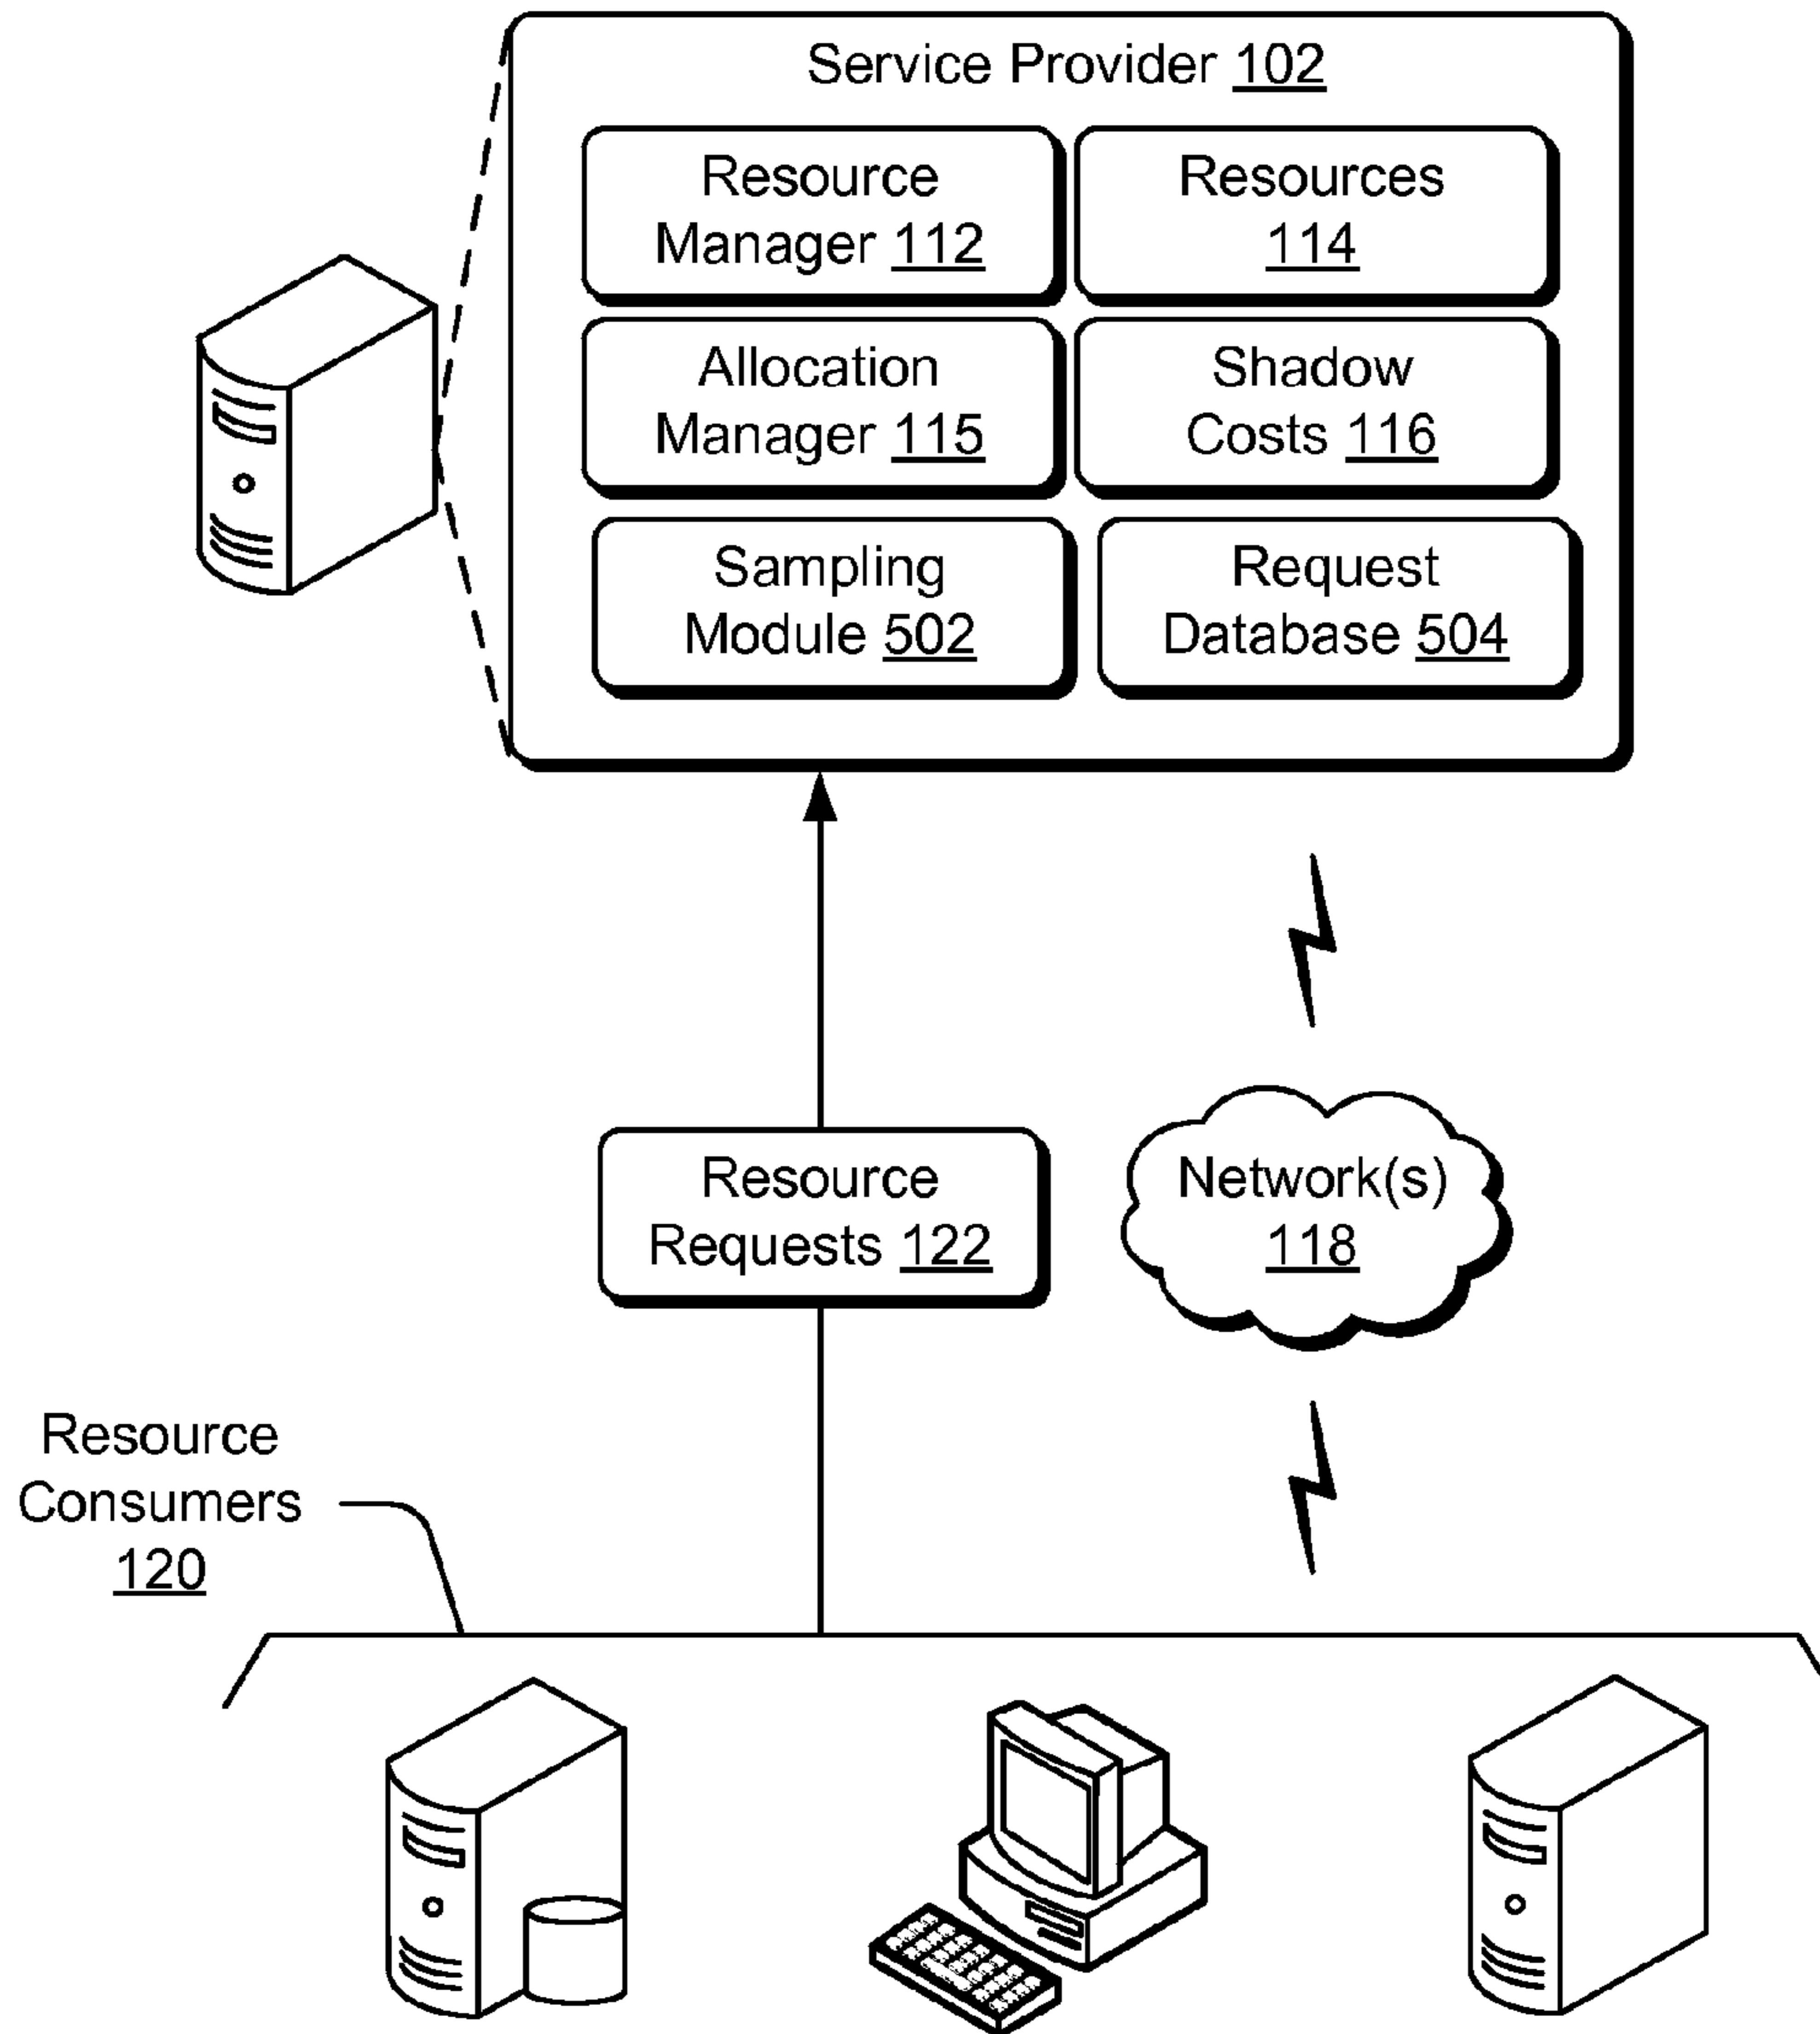 Service Provider 102
Resource
Manager 112
Resources
114
Allocation
Manager 115
Shadow
Costs 116
Sampling
Module 502
Request
Database 504
Resource
Requests 122
Network(s)
118
Resource
Consumers
120